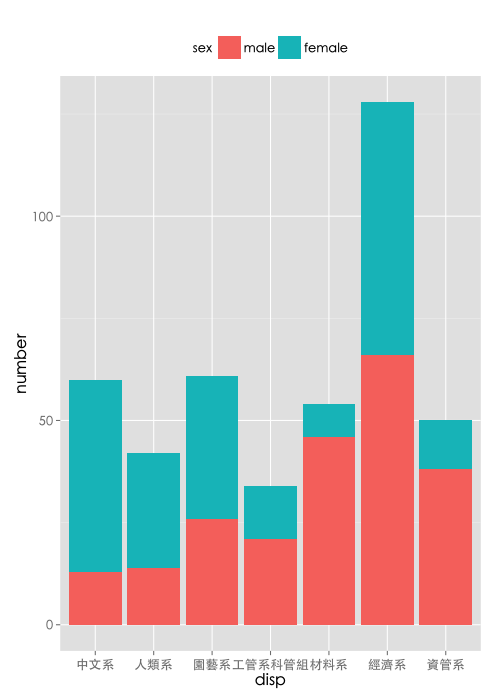 sex male female
number
100
50
0
中文系 人類系 園藝系 工管系科管組 材料系 經濟系 資管系
disp